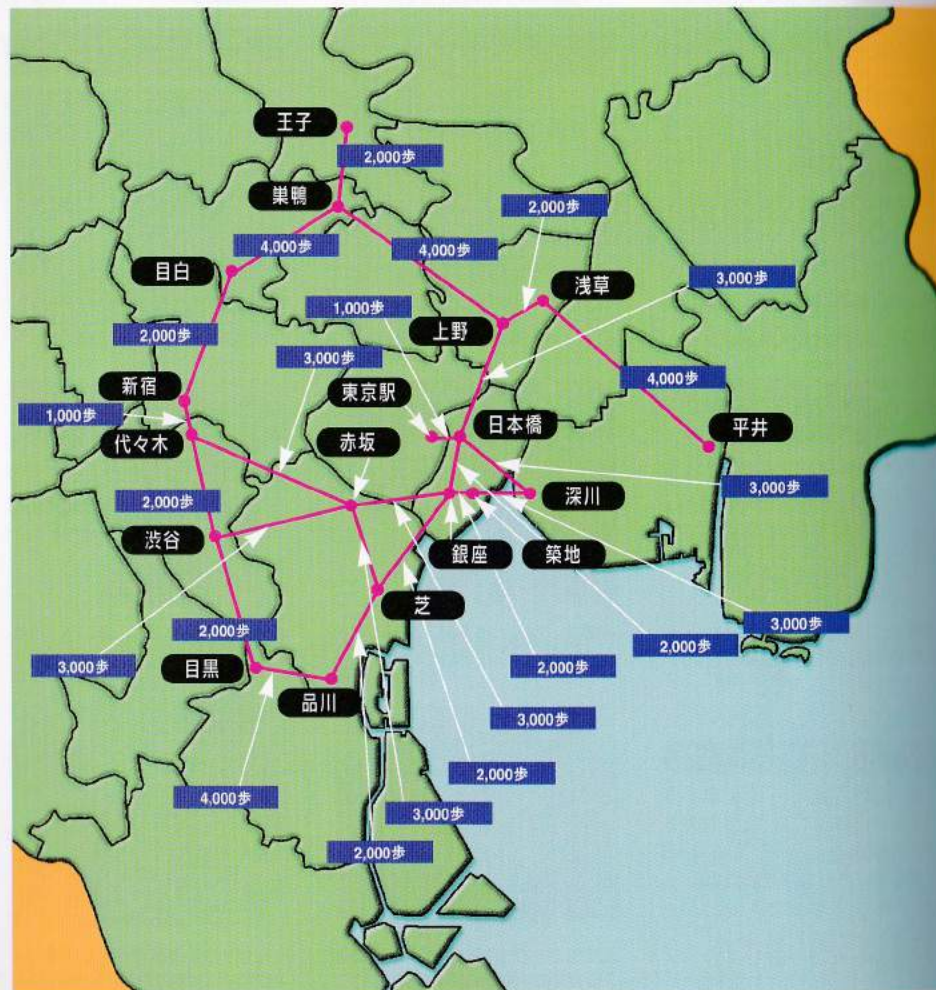 王子
2,000歩
巣鴨
2,000歩
4,000歩
4,000歩
目白
3,000歩
浅草
1,000歩
上野
2,000歩
3,000歩
4,000歩
新宿
東京駅
1,000歩
日本橋
平井
代々木
赤坂
3,000歩
2,000歩
深川
渋谷
銀座
築地
芝
3,000歩
2,000歩
2,000歩
3,000歩
目黒
2,000歩
品川
3,000歩
2,000歩
4,000歩
3,000歩
2,000歩